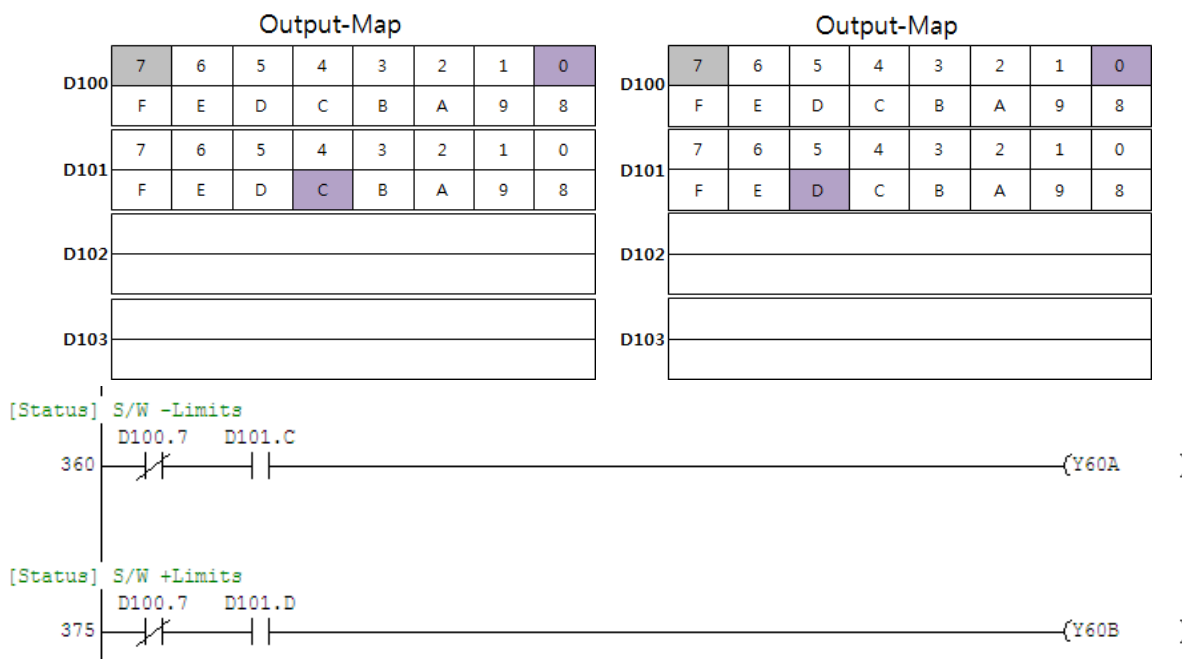 Output-Map Output-Map
7 6 5 4 3 2 1 0 7 6 5 4 3 2 1 0
D100 D100
F E D C B A 9 8 F E D C B A 9 8
7 6 5 4 3 2 1 0 7 6 5 4 3 2 1 0
D101 D101
F E D C B A 9 8 F E D C B A 9 8
D102 D102
D103 D103
[Status] S/W -Limits
D100.7 D101.C
360 (Y60A )
[Status] S/W +Limits
D100.7 D101.D
375 (Y60B )